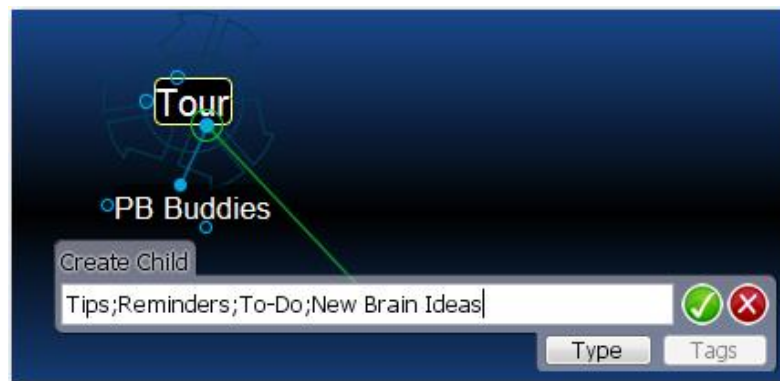 Tour
PB Buddies
Create Child
Tips;Reminders;To-Do;New Brain Ideas
Type Tags